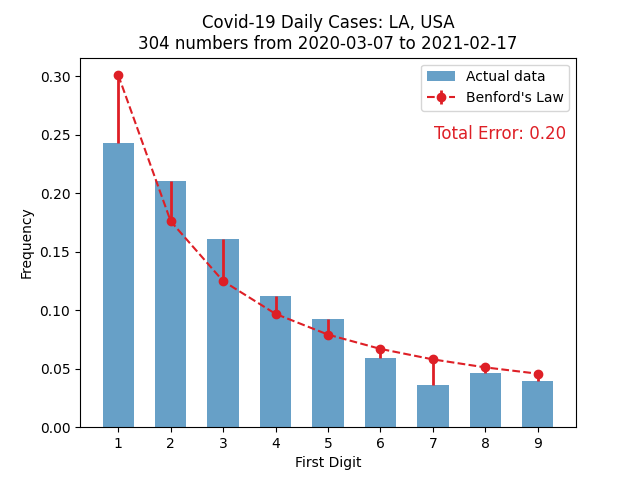 Covid-19 Daily Cases: LA, USA
304 numbers from 2020-03-07 to 2021-02-17
Actual data
Benford's Law
Total Error: 0.20
Frequency
0.30
0.25
0.20
0.15
0.10
0.05
0.00
1 2 3 4 5 6 7 8 9
First Digit